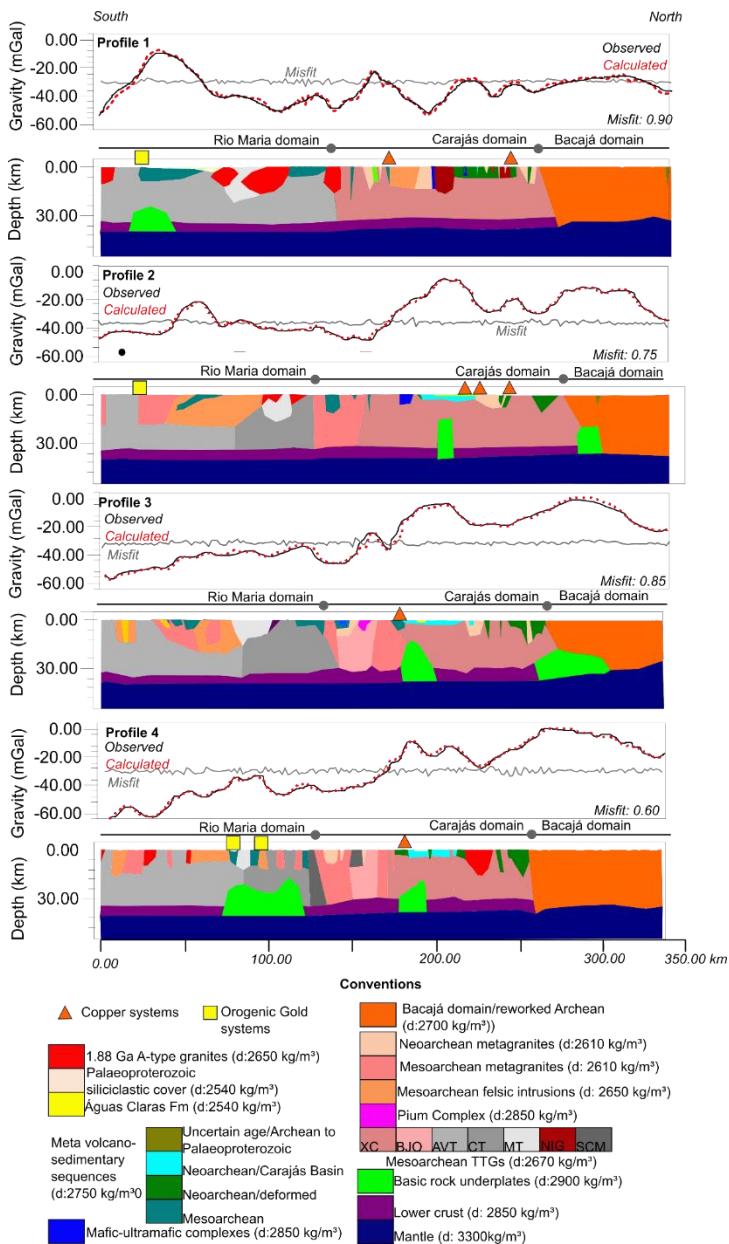 South
North
Profile 1
Observed
Calculated
Misfit
Misfit: 0.90
Gravity (mGal)
0.00
-20.00
-40.00
-60.00
Rio Maria domain
Carajás domain
Bacajá domain
Depth (km)
0.00
30.00
Profile 2
Observed
Calculated
Misfit
Misfit: 0.75
Gravity (mGal)
0.00
-20.00
-40.00
-60.00
Rio Maria domain
Carajás domain
Bacajá domain
Depth (km)
0.00
30.00
Profile 3
Observed
Calculated
Misfit
Misfit: 0.85
Gravity (mGal)
0.00
-20.00
-40.00
-60.00
Rio Maria domain
Carajás domain
Bacajá domain
Depth (km)
0.00
30.00
Profile 4
Observed
Calculated
Misfit
Misfit: 0.60
Gravity (mGal)
0.00
-20.00
-40.00
-60.00
Rio Maria domain
Carajás domain
Bacajá domain
Depth (km)
0.00
30.00
0.00 100.00 200.00 300.00 350.00 km
Conventions
Copper systems
Orogenic Gold
systems
1.88 Ga A-type granites (d:2650 kg/m³)
Palaeoproterozoic
siliciclastic cover (d:2540 kg/m³)
Águas Claras Fm (d:2540 kg/m³)
Meta volcano-
sedimentary
sequences
(d:2750 kg/m³0
Uncertain age/Archean to
Palaeoproterozoic
Neoarchean/Carajás Basin
Neoarchean/deformed
Mesoarchean
Mafic-ultramafic complexes (d:2850 kg/m³)
Bacajá domain/reworked Archean
(d:2700 kg/m³))
Neoarchean metagranites (d:2610 kg/m³)
Mesoarchean metagranites (d: 2610 kg/m³)
Mesoarchean felsic intrusions (d: 2650 kg/m³)
Pium Complex (d:2850 kg/m³)
XC BJO AVT CT MT NIG SCM
Mesoarchean TTGs (d:2670 kg/m³)
Basic rock underplates (d:2900 kg/m³)
Lower crust (d: 2850 kg/m³)
Mantle (d: 3300kg/m³)